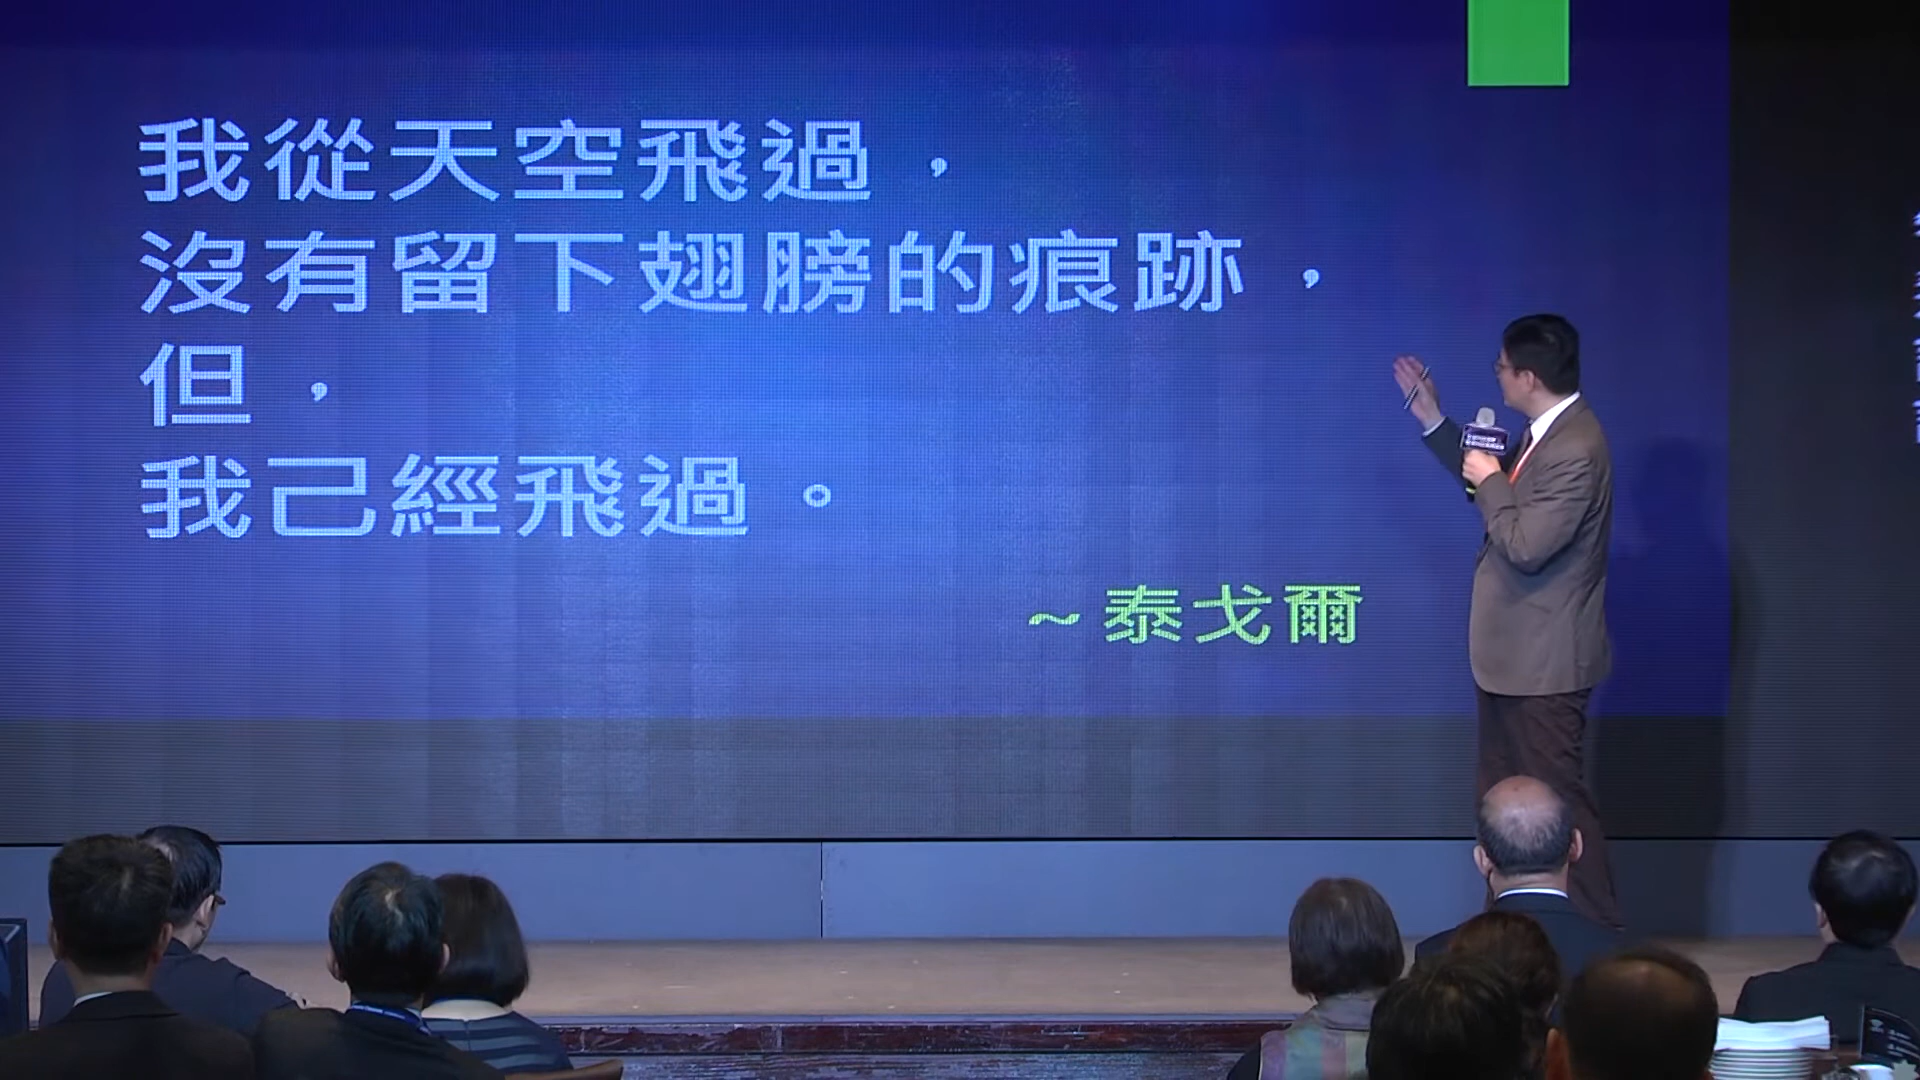 我從天空飛過，
沒有留下翅膀的痕跡，
但，
我己經飛過。
~泰戈爾